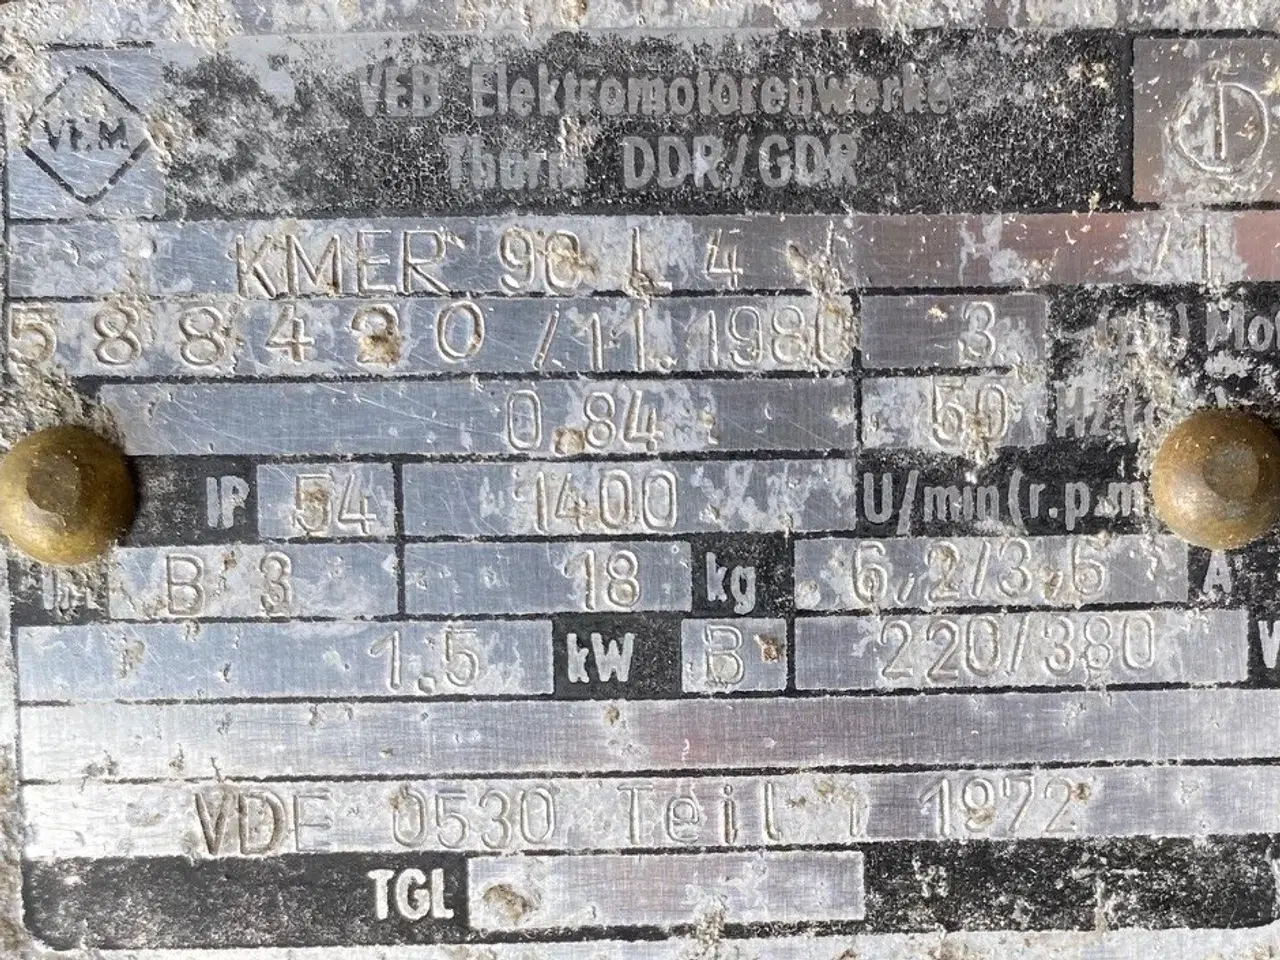 VEM
VEB Elektromotorenwerke
Thurm DDR/GDR
KMER 90 L 4
588420/11.1980 3 Mot
0.84 50 Hz
IP 54 1400 U/min(r.p.m
B 3 18 kg 6,2/3,6 A
1.5 kW B 220/380 V
VDE 0530 Teil 1 1972
TGL